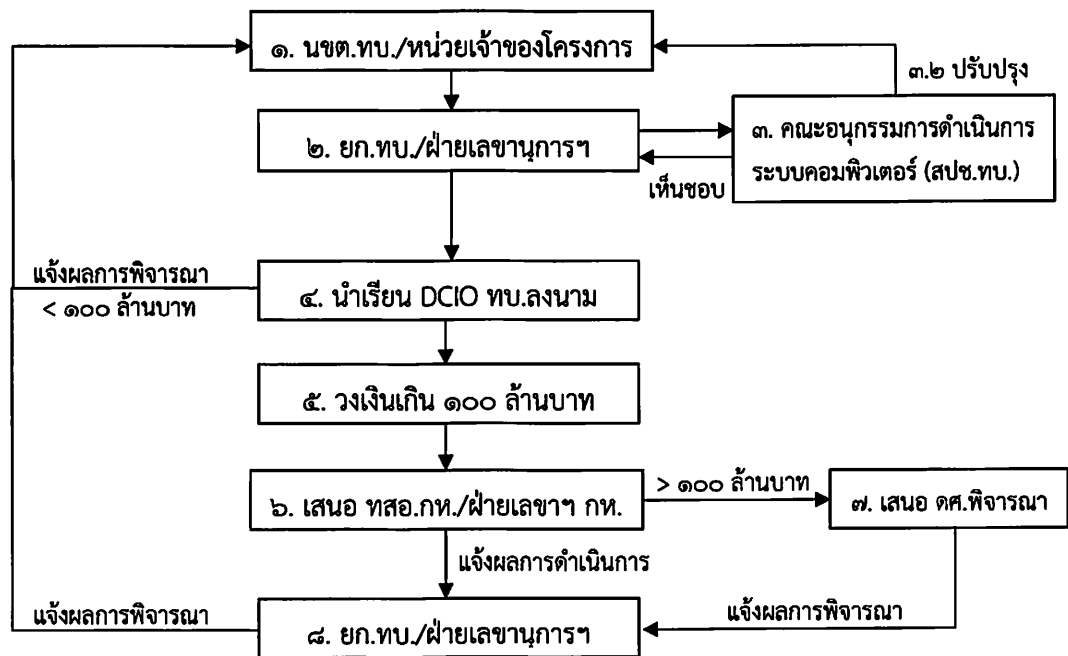 ๑. นขต.ทบ./หน่วยเจ้าของโครงการ
๓.๒ ปรับปรุง
๒. ยก.ทบ./ฝ่ายเลขานุการฯ
๓. คณะอนุกรรมการดำเนินการ
ระบบคอมพิวเตอร์ (สปช.ทบ.)
เห็นชอบ
แจ้งผลการพิจารณา
< ๑๐๐ ล้านบาท
๔. นำเรียน DCIO ทบ.ลงนาม
๕. วงเงินเกิน ๑๐๐ ล้านบาท
๖. เสนอ ทสอ.กห./ฝ่ายเลขาฯ กห.
> ๑๐๐ ล้านบาท
๗. เสนอ ดศ.พิจารณา
แจ้งผลการดำเนินการ
แจ้งผลการพิจารณา
๘. ยก.ทบ./ฝ่ายเลขานุการฯ
แจ้งผลการพิจารณา